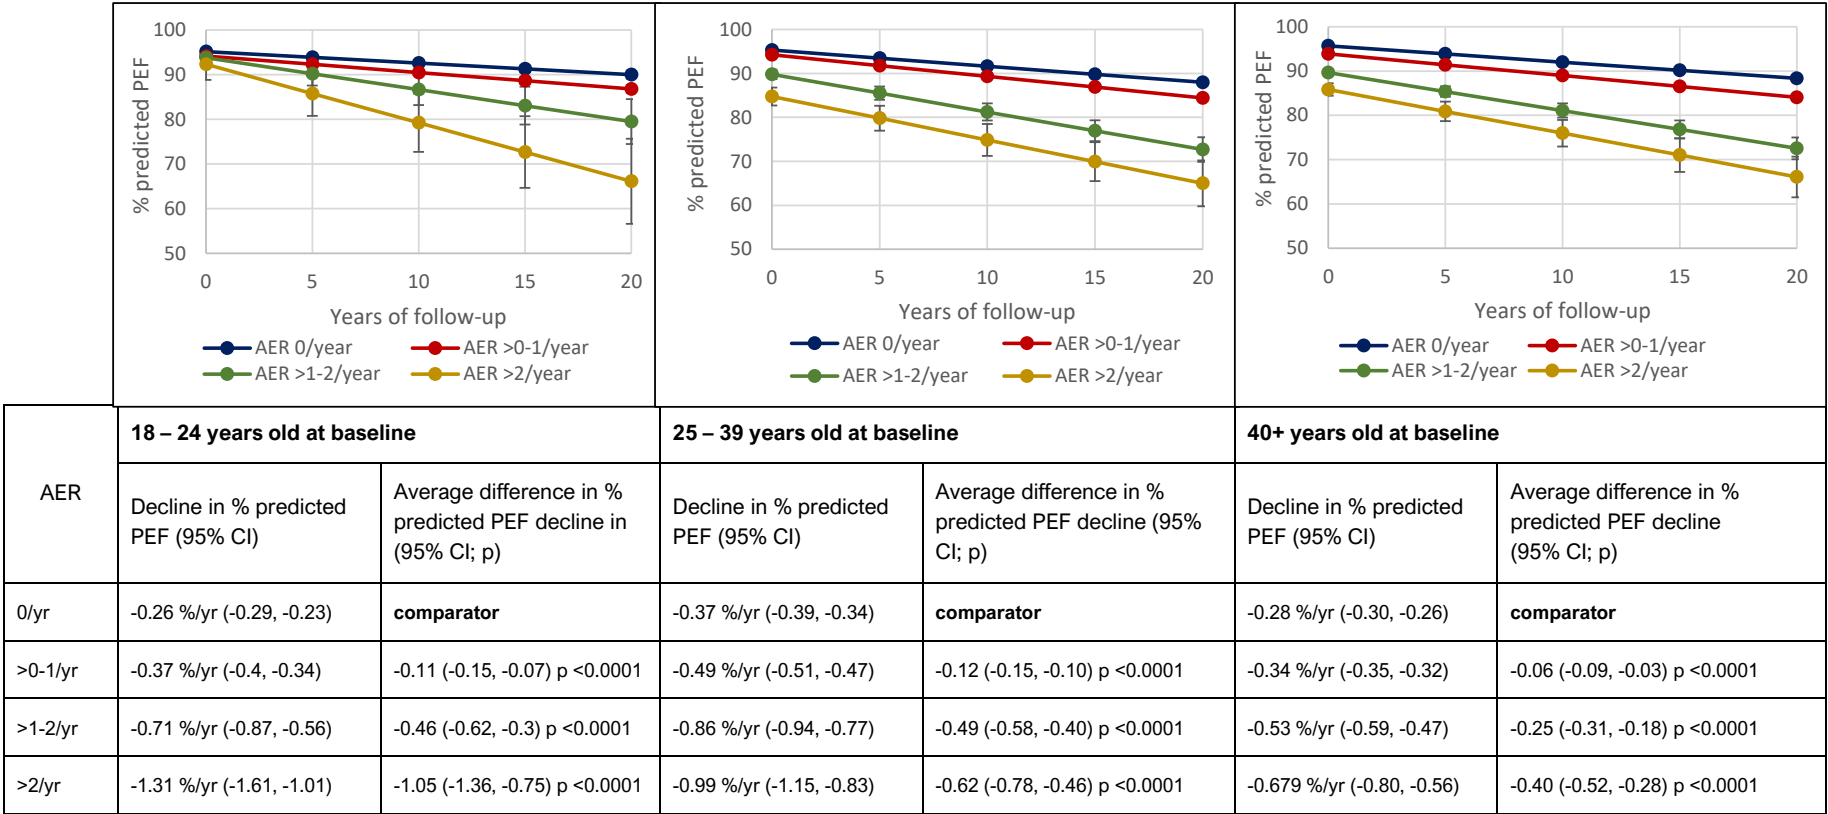 100
90
80
70
60
50
% predicted PEF
0 5 10 15 20
Years of follow-up
AER 0/year AER >0-1/year
AER >1-2/year AER >2/year
100
90
80
70
60
50
% predicted PEF
0 5 10 15 20
Years of follow-up
AER 0/year AER >0-1/year
AER >1-2/year AER >2/year
100
90
80
70
60
50
% predicted PEF
0 5 10 15 20
Years of follow-up
AER 0/year AER >0-1/year
AER >1-2/year AER >2/year
AER
18 – 24 years old at baseline
25 – 39 years old at baseline
40+ years old at baseline
Decline in % predicted
PEF (95% CI)
Average difference in %
predicted PEF decline in
(95% CI; p)
Decline in % predicted
PEF (95% CI)
Average difference in %
predicted PEF decline (95%
CI; p)
Decline in % predicted
PEF (95% CI)
Average difference in %
predicted PEF decline
(95% CI; p)
0/yr -0.26 %/yr (-0.29, -0.23) comparator -0.37 %/yr (-0.39, -0.34) comparator -0.28 %/yr (-0.30, -0.26) comparator
>0-1/yr -0.37 %/yr (-0.4, -0.34) -0.11 (-0.15, -0.07) p <0.0001 -0.49 %/yr (-0.51, -0.47) -0.12 (-0.15, -0.10) p <0.0001 -0.34 %/yr (-0.35, -0.32) -0.06 (-0.09, -0.03) p <0.0001
>1-2/yr -0.71 %/yr (-0.87, -0.56) -0.46 (-0.62, -0.3) p <0.0001 -0.86 %/yr (-0.94, -0.77) -0.49 (-0.58, -0.40) p <0.0001 -0.53 %/yr (-0.59, -0.47) -0.25 (-0.31, -0.18) p <0.0001
>2/yr -1.31 %/yr (-1.61, -1.01) -1.05 (-1.36, -0.75) p <0.0001 -0.99 %/yr (-1.15, -0.83) -0.62 (-0.78, -0.46) p <0.0001 -0.679 %/yr (-0.80, -0.56) -0.40 (-0.52, -0.28) p <0.0001